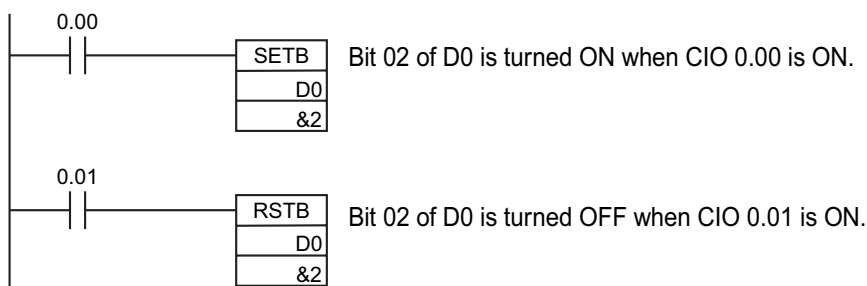 0.00
SETB Bit 02 of D0 is turned ON when CIO 0.00 is ON.
D0
&2
0.01
RSTB Bit 02 of D0 is turned OFF when CIO 0.01 is ON.
D0
&2